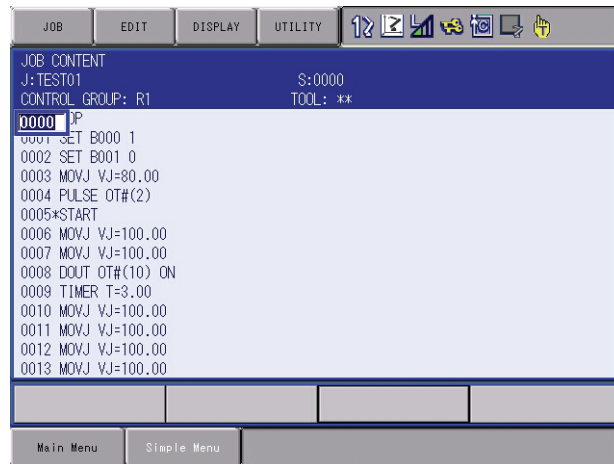 JOB EDIT DISPLAY UTILITY
JOB CONTENT
J:TEST01 S:0000
CONTROL GROUP: R1 TOOL: **
0000 OP
0001 SET B000 1
0002 SET B001 0
0003 MOVJ VJ=80.00
0004 PULSE OT#(2)
0005*START
0006 MOVJ VJ=100.00
0007 MOVJ VJ=100.00
0008 DOUT OT#(10) ON
0009 TIMER T=3.00
0010 MOVJ VJ=100.00
0011 MOVJ VJ=100.00
0012 MOVJ VJ=100.00
0013 MOVJ VJ=100.00
Main Menu Simple Menu